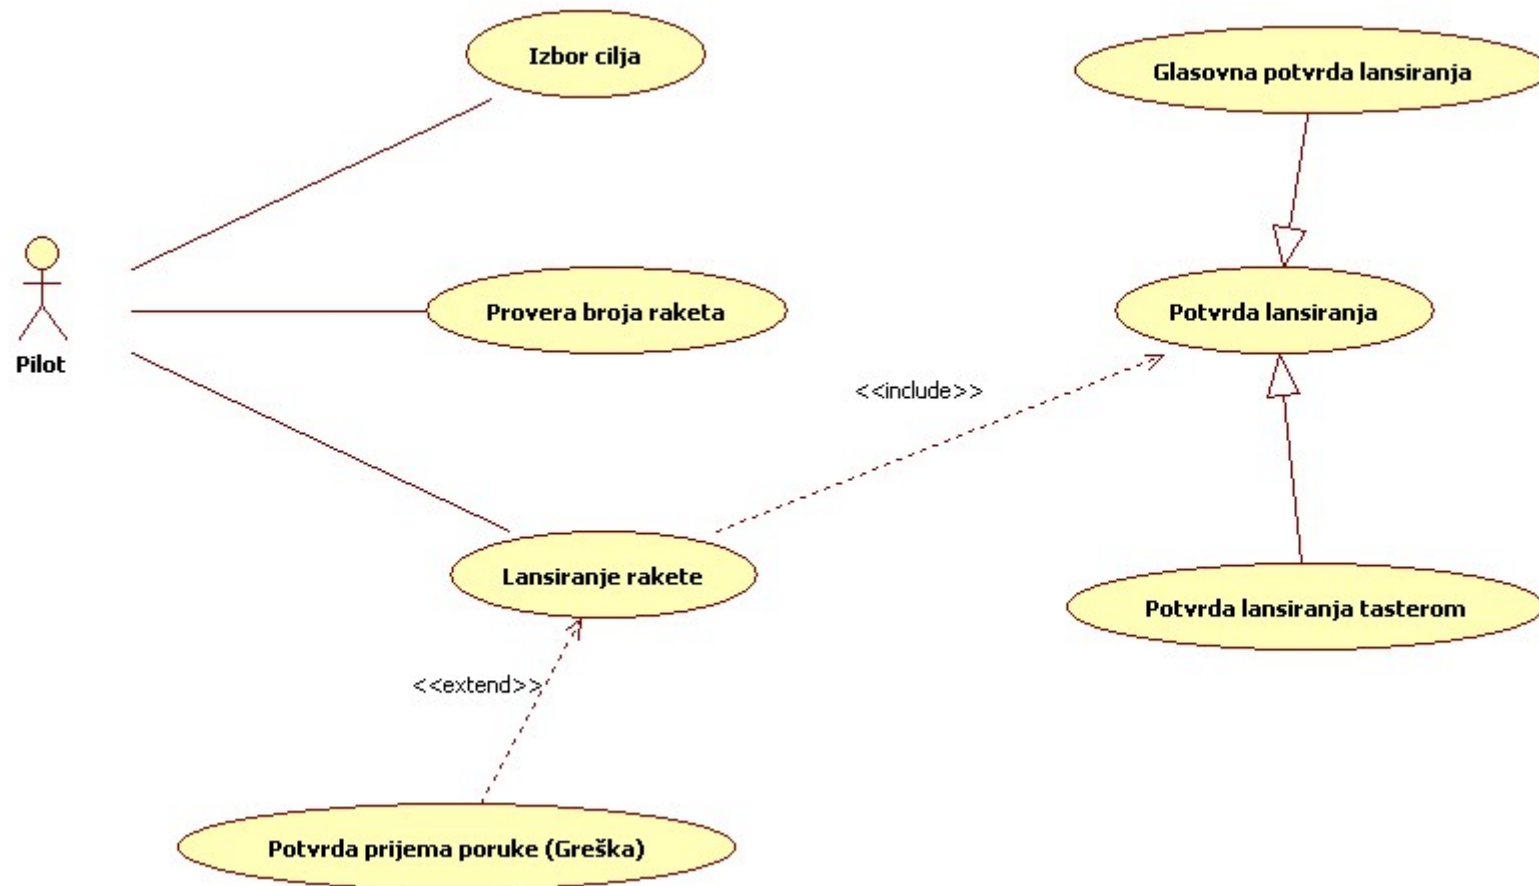 Izbor cilja
Glasovna potvrda lansiranja
Provera broja raketa
Potvrda lansiranja
Pilot
<<include>>
Lansiranje rakete
Potvrda lansiranja tasterom
<<extend>>
Potvrda prijema poruke (Greška)